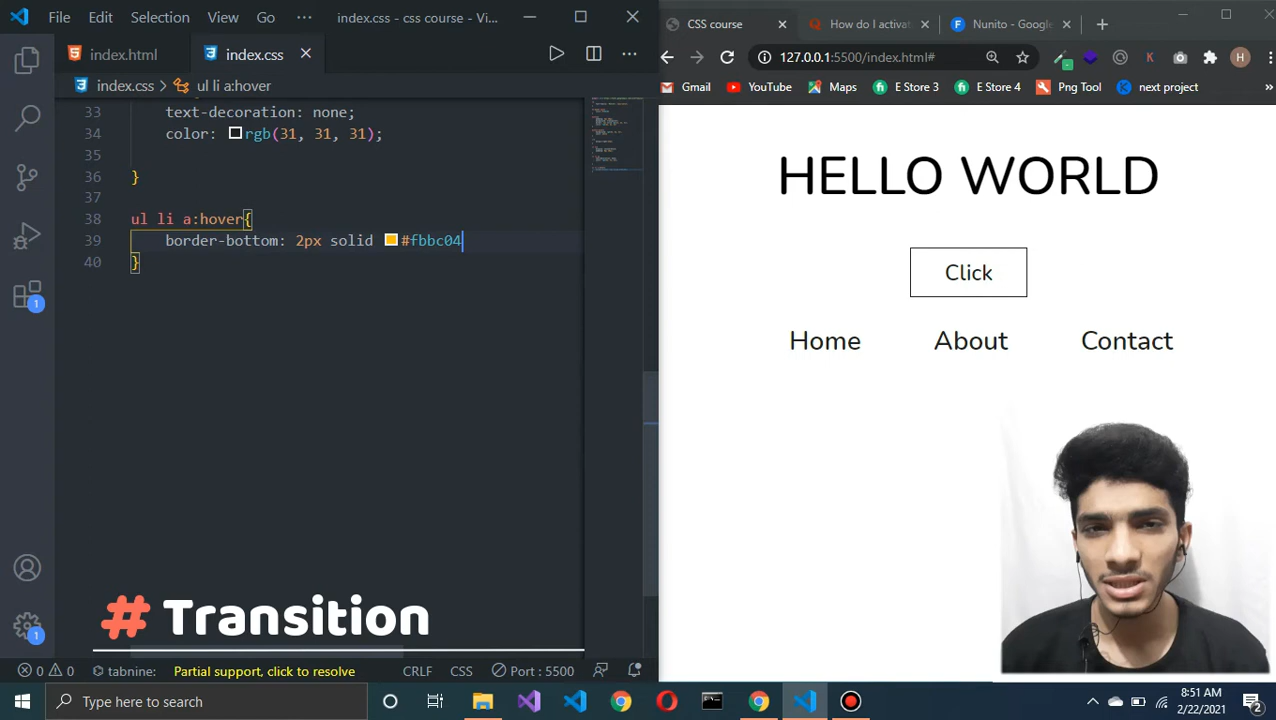 File Edit Selection View Go ··· index.css - css course - Vi...
index.html index.css
index.css > ul li a:hover
33 text-decoration: none;
34 color: rgb(31, 31, 31);
35
36 }
37
38 ul li a:hover{
39 border-bottom: 2px solid #fbbc04
40 }
1
1
# Transition
0 0 tabnine: Partial support, click to resolve CRLF CSS Port : 5500
CSS course How do I activat Nunito - Google
127.0.0.1:5500/index.html# K H
Gmail YouTube Maps E Store 3 E Store 4 Png Tool next project »
HELLO WORLD
Click
Home About Contact
Type here to search
8:51 AM
2/22/2021
2